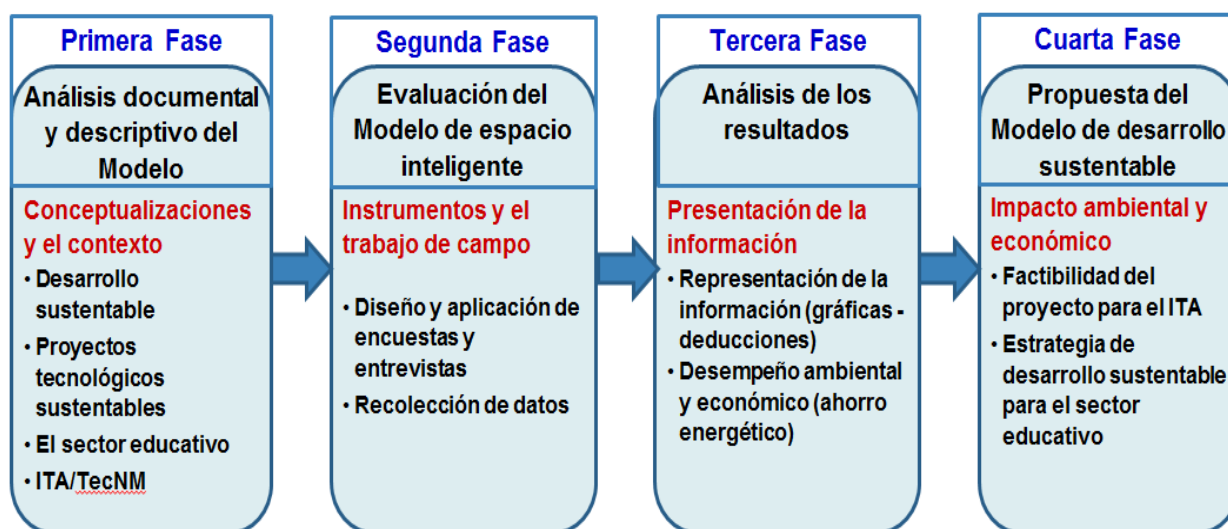 Primera Fase
Análisis documental
y descriptivo del
Modelo
Conceptualizaciones
y el contexto
• Desarrollo
sustentable
• Proyectos
tecnológicos
sustentables
• El sector educativo
• ITA/TecNM
Segunda Fase
Evaluación del
Modelo de espacio
inteligente
Instrumentos y el
trabajo de campo
• Diseño y aplicación de
encuestas y
entrevistas
• Recolección de datos
Tercera Fase
Análisis de los
resultados
Presentación de la
información
• Representación de la
información (gráficas -
deducciones)
• Desempeño ambiental
y económico (ahorro
energético)
Cuarta Fase
Propuesta del
Modelo de desarrollo
sustentable
Impacto ambiental y
económico
• Factibilidad del
proyecto para el ITA
• Estrategia de
desarrollo sustentable
para el sector
educativo